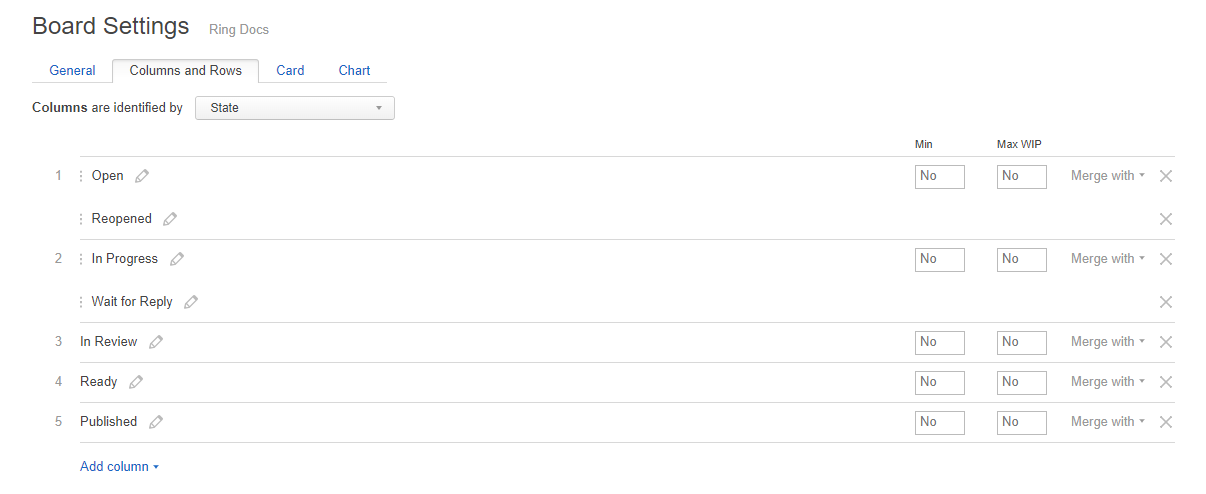 Board Settings Ring Docs
General Columns and Rows Card Chart
Columns are identified by State
Min Max WIP
1 Open No No Merge with
Reopened
2 In Progress No No Merge with
Wait for Reply
3 In Review No No Merge with
4 Ready No No Merge with
5 Published No No Merge with
Add column